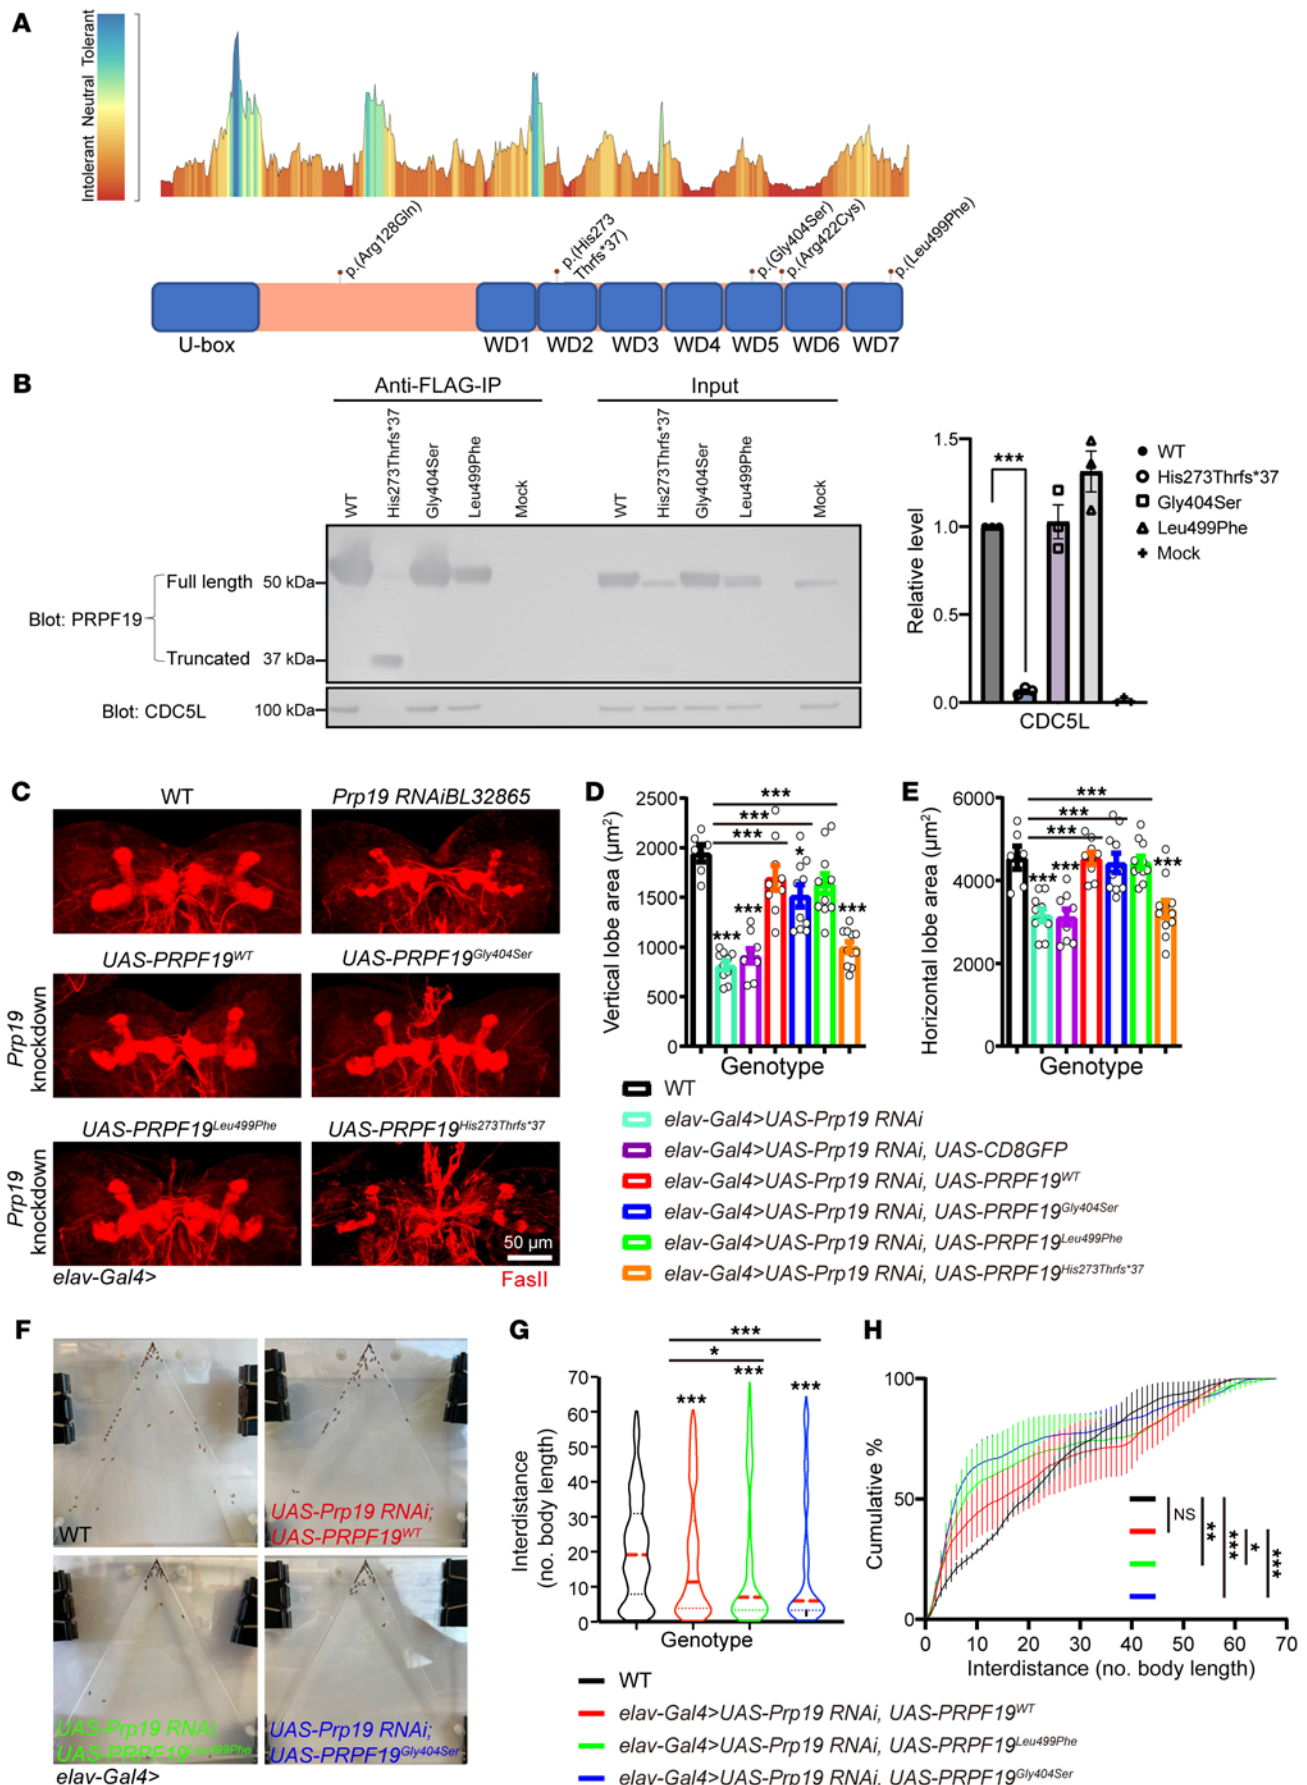 A
Intolerant Neutral Tolerant
p.(Arg128Gln)
p.(His273
Thrfs*37)
p.(Gly404Ser)
p.(Arg422Cys)
p.(Leu499Phe)
U-box WD1 WD2 WD3 WD4 WD5 WD6 WD7
B
Anti-FLAG-IP Input
WT
His273Thrfs*37
Gly404Ser
Leu499Phe
Mock
WT
His273Thrfs*37
Gly404Ser
Leu499Phe
Mock
Blot: PRPF19
Full length 50 kDa
Truncated 37 kDa
Blot: CDC5L 100 kDa
Relative level
1.5
1.0
0.5
0.0
***
CDC5L
WT
His273Thrfs*37
Gly404Ser
Leu499Phe
Mock
C
WT Prp19 RNAiBL32865
UAS-PRPF19WT UAS-PRPF19Gly404Ser
Prp19
knockdown
UAS-PRPF19Leu499Phe UAS-PRPF19His273Thrfs*37
Prp19
knockdown
50 µm
elav-Gal4> FasII
D
Vertical lobe area (µm²)
2500
2000
1500
1000
500
0
***
***
***
*** *** * ***
Genotype
E
Horizontal lobe area (µm²)
6000
4000
2000
0
***
***
***
*** *** ***
Genotype
WT
elav-Gal4>UAS-Prp19 RNAi
elav-Gal4>UAS-Prp19 RNAi, UAS-CD8GFP
elav-Gal4>UAS-Prp19 RNAi, UAS-PRPF19WT
elav-Gal4>UAS-Prp19 RNAi, UAS-PRPF19Gly404Ser
elav-Gal4>UAS-Prp19 RNAi, UAS-PRPF19Leu499Phe
elav-Gal4>UAS-Prp19 RNAi, UAS-PRPF19His273Thrfs*37
F
WT
UAS-Prp19 RNAi;
UAS-PRPF19WT
UAS-Prp19 RNAi;
UAS-PRPF19Leu499Phe
UAS-Prp19 RNAi;
UAS-PRPF19Gly404Ser
elav-Gal4>
G
Interdistance
(no. body length)
70
60
50
40
30
20
10
0
***
*
*** *** ***
Genotype
H
Cumulative %
100
50
0
NS ** *** * ***
0 10 20 30 40 50 60 70
Interdistance (no. body length)
WT
elav-Gal4>UAS-Prp19 RNAi, UAS-PRPF19WT
elav-Gal4>UAS-Prp19 RNAi, UAS-PRPF19Leu499Phe
elav-Gal4>UAS-Prp19 RNAi, UAS-PRPF19Gly404Ser